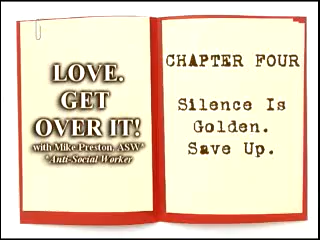 LOVE.
GET
OVER IT!
with Mike Preston, ASW*
*Anti-Social Worker
CHAPTER FOUR
Silence Is
Golden.
Save Up.